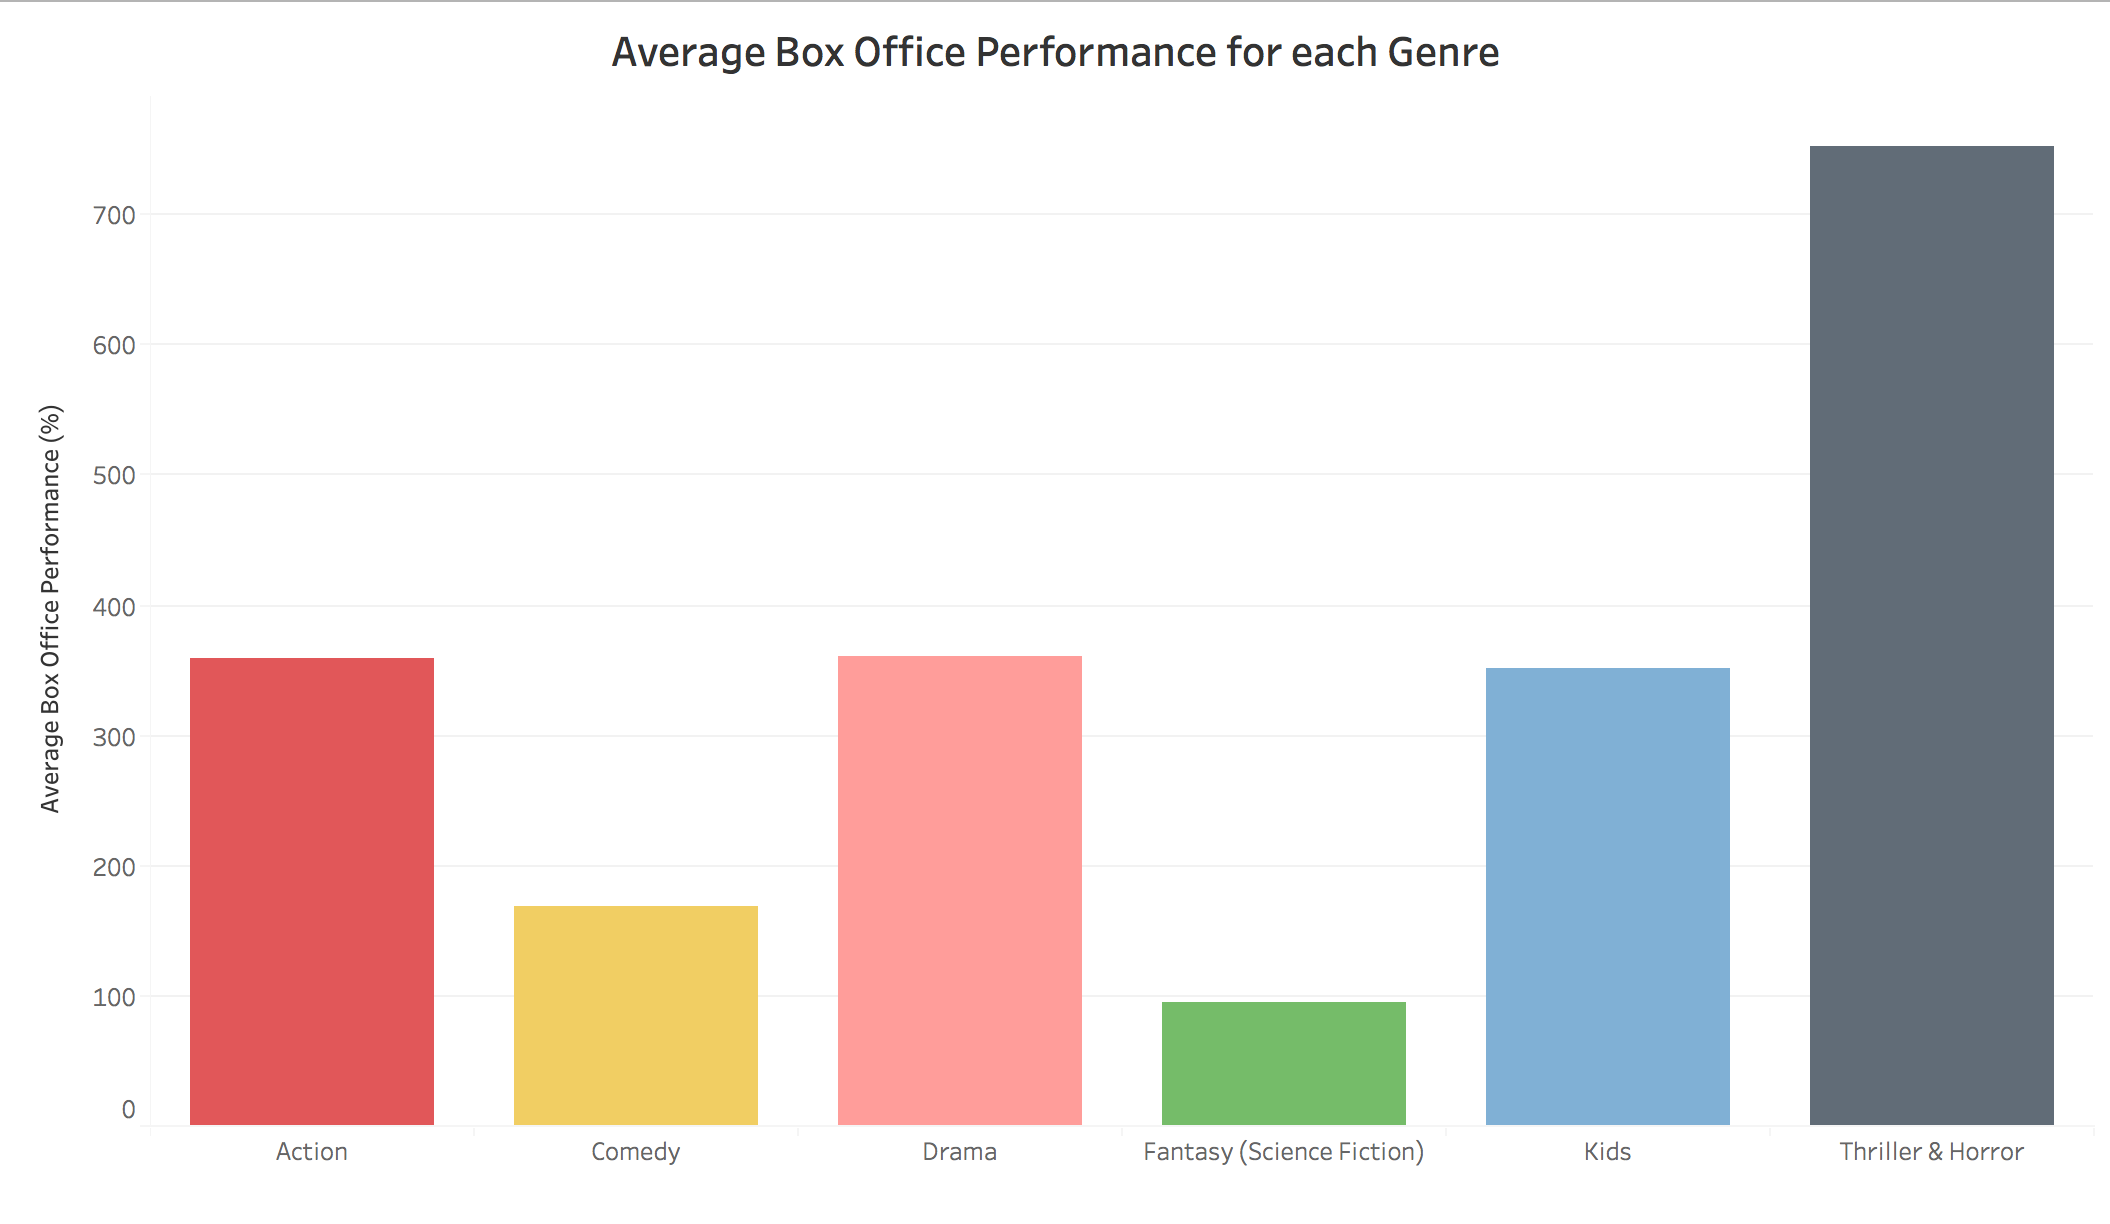 Average Box Office Performance for each Genre
Average Box Office Performance (%)
700
600
500
400
300
200
100
0
Action
Comedy
Drama
Fantasy (Science Fiction)
Kids
Thriller & Horror